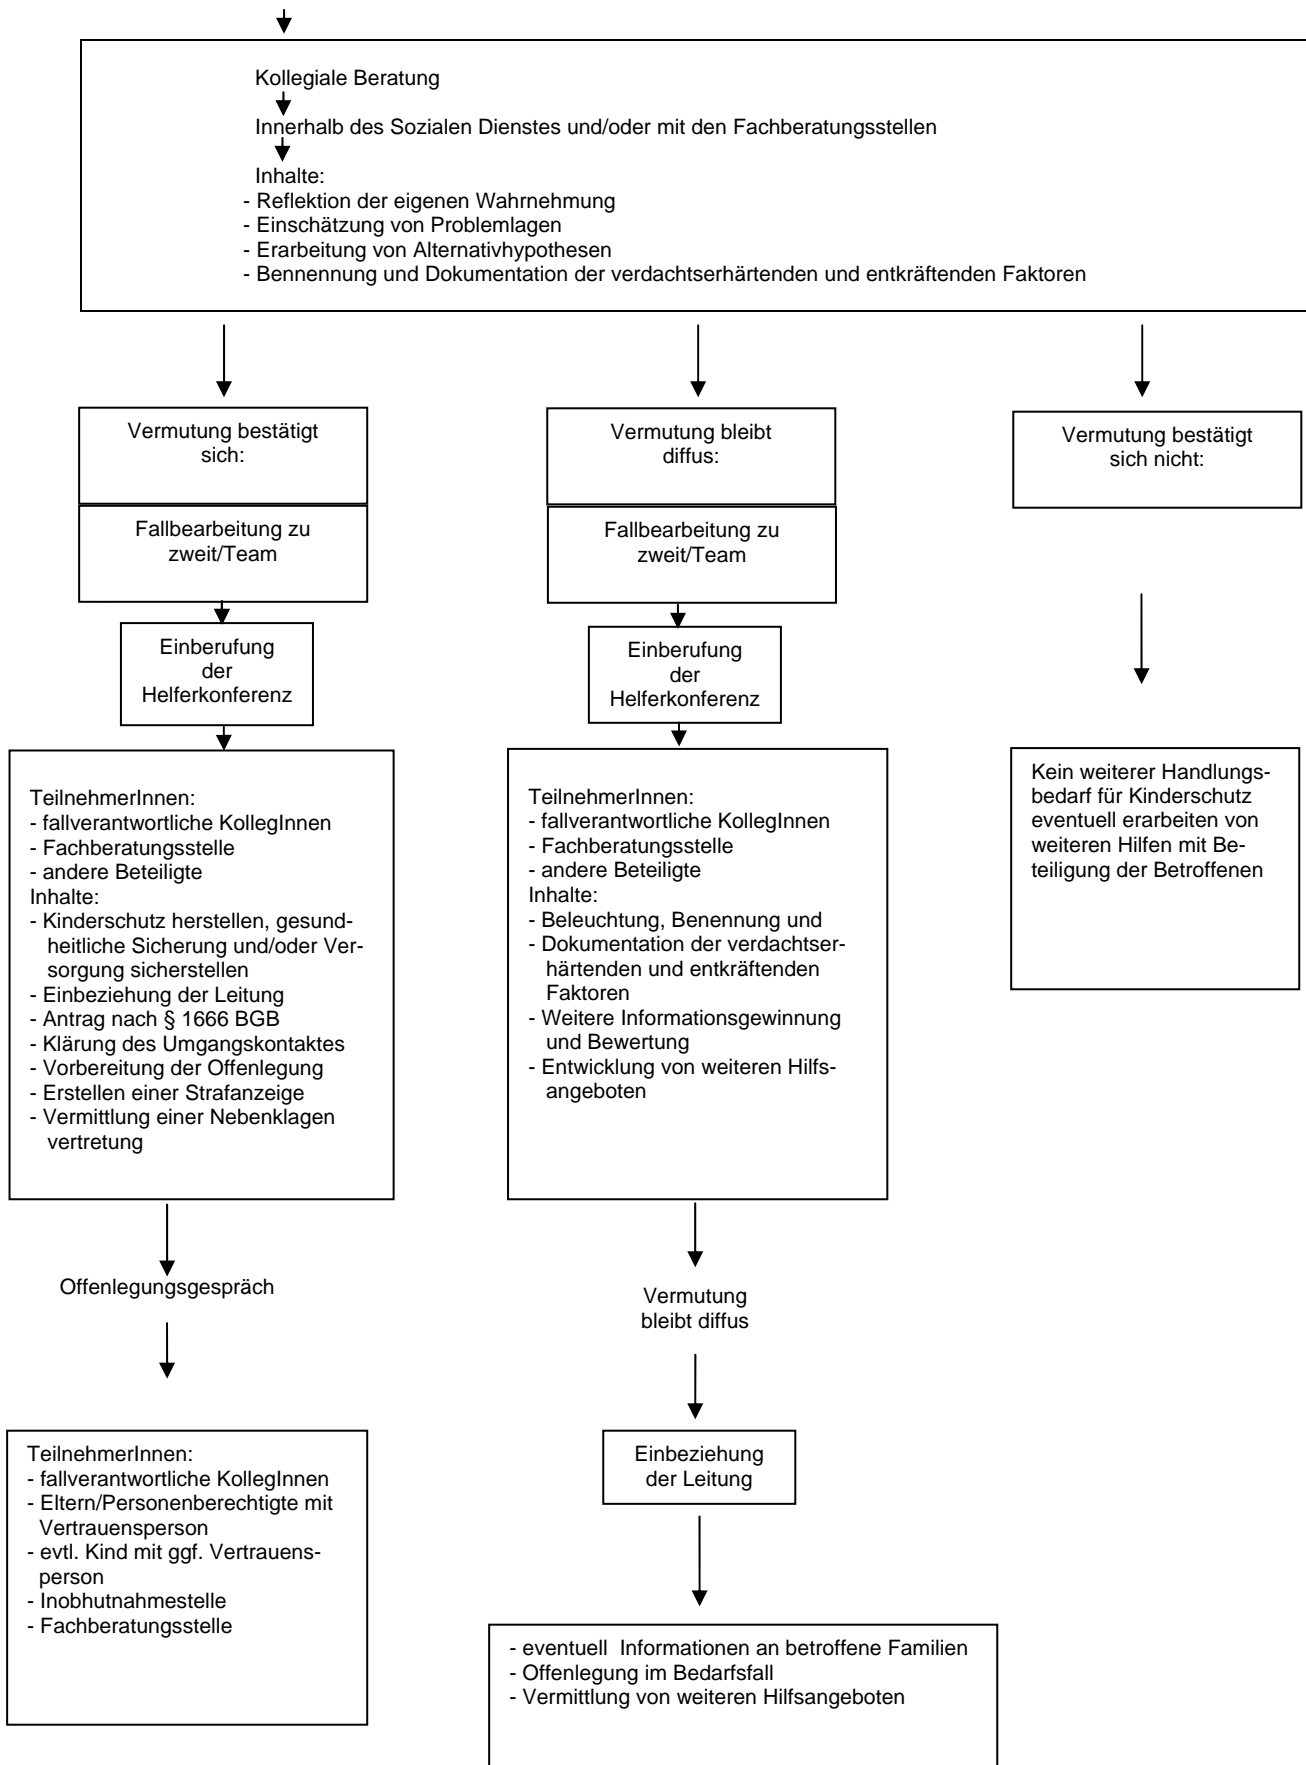 Kollegiale Beratung
Innerhalb des Sozialen Dienstes und/oder mit den Fachberatungsstellen
Inhalte:
- Reflektion der eigenen Wahrnehmung
- Einschätzung von Problemlagen
- Erarbeitung von Alternativhypothesen
- Bennennung und Dokumentation der verdachtserhärtenden und entkräftenden Faktoren
Vermutung bestätigt
sich:
Fallbearbeitung zu
zweit/Team
Einberufung
der
Helferkonferenz
TeilnehmerInnen:
- fallverantwortliche KollegInnen
- Fachberatungsstelle
- andere Beteiligte
Inhalte:
- Kinderschutz herstellen, gesund-
heitliche Sicherung und/oder Ver-
sorgung sicherstellen
- Einbeziehung der Leitung
- Antrag nach § 1666 BGB
- Klärung des Umgangskontaktes
- Vorbereitung der Offenlegung
- Erstellen einer Strafanzeige
- Vermittlung einer Nebenklagen
vertretung
Offenlegungsgespräch
TeilnehmerInnen:
- fallverantwortliche KollegInnen
- Eltern/Personenberechtigte mit
Vertrauensperson
- evtl. Kind mit ggf. Vertrauens-
person
- Inobhutnahmestelle
- Fachberatungsstelle
Vermutung bleibt
diffus:
Fallbearbeitung zu
zweit/Team
Einberufung
der
Helferkonferenz
TeilnehmerInnen:
- fallverantwortliche KollegInnen
- Fachberatungsstelle
- andere Beteiligte
Inhalte:
- Beleuchtung, Benennung und
- Dokumentation der verdachtser-
härtenden und entkräftenden
Faktoren
- Weitere Informationsgewinnung
und Bewertung
- Entwicklung von weiteren Hilfs-
angeboten
Vermutung
bleibt diffus
Einbeziehung
der Leitung
- eventuell  Informationen an betroffene Familien
- Offenlegung im Bedarfsfall
- Vermittlung von weiteren Hilfsangeboten
Vermutung bestätigt
sich nicht:
Kein weiterer Handlungs-
bedarf für Kinderschutz
eventuell erarbeiten von
weiteren Hilfen mit Be-
teiligung der Betroffenen